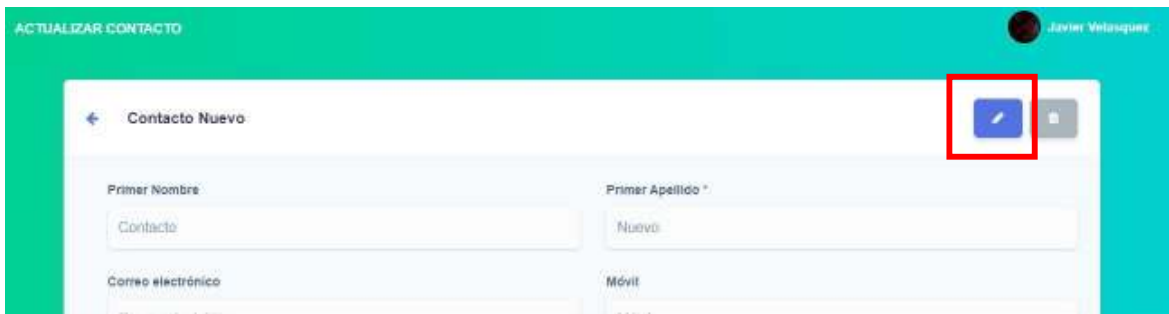 ACTUALIZAR CONTACTO
Javier Velasquez
Contacto Nuevo
Primer Nombre
Primer Apellido *
Contacto
Nuevo
Correo electrónico
Móvil